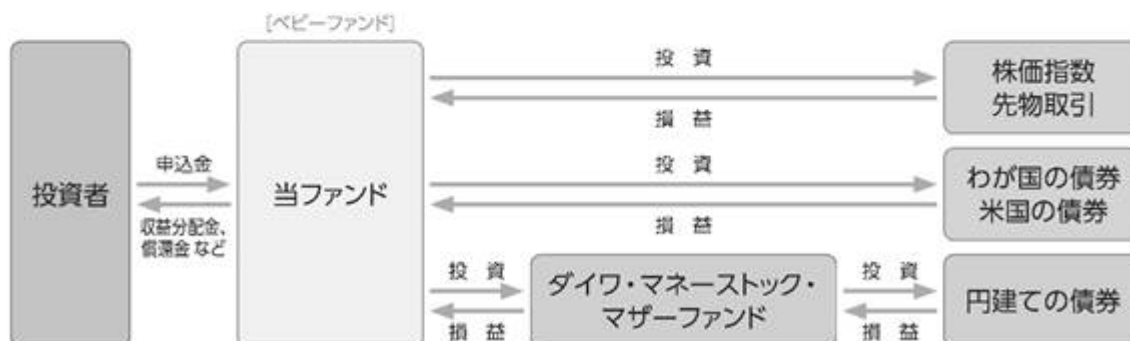 [ベビーファンド]
投資者
申込金
収益分配金、
償還金 など
当ファンド
投 資
損 益
株価指数
先物取引
投 資
損 益
わが国の債券
米国の債券
投 資
損 益
ダイワ・マネーストック・
マザーファンド
投 資
損 益
円建ての債券